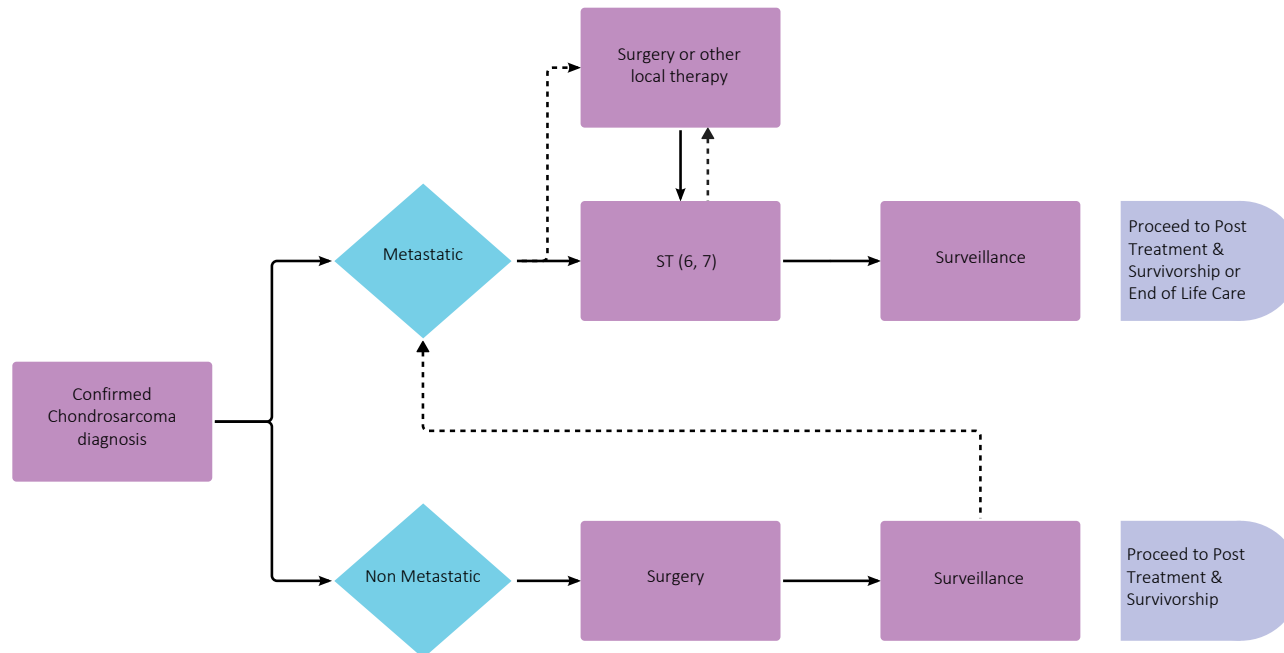 Surgery or other
local therapy
Metastatic
ST (6, 7)
Surveillance
Proceed to Post
Treatment &
Survivorship or
End of Life Care
Confirmed
Chondrosarcoma
diagnosis
Non Metastatic
Surgery
Surveillance
Proceed to Post
Treatment &
Survivorship